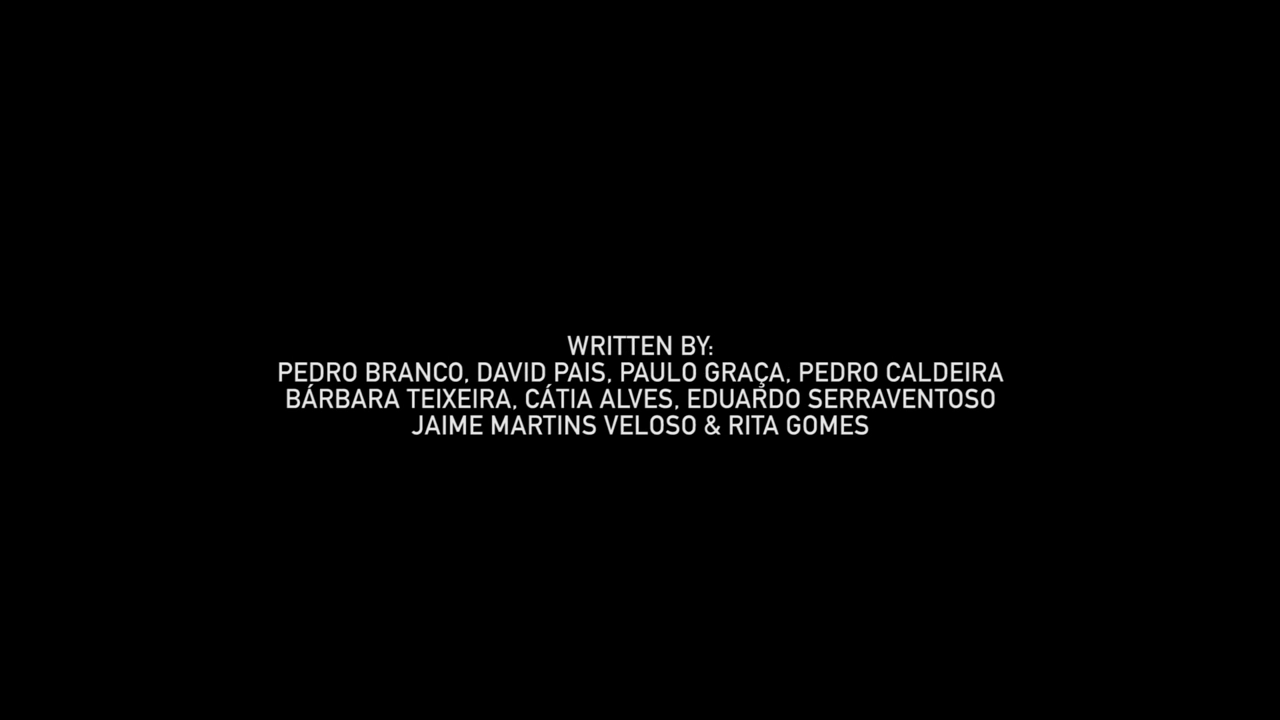 WRITTEN BY:
PEDRO BRANCO, DAVID PAIS, PAULO GRAÇA, PEDRO CALDEIRA
BÁRBARA TEIXEIRA, CÁTIA ALVES, EDUARDO SERRAVENTOSO
JAIME MARTINS VELOSO & RITA GOMES